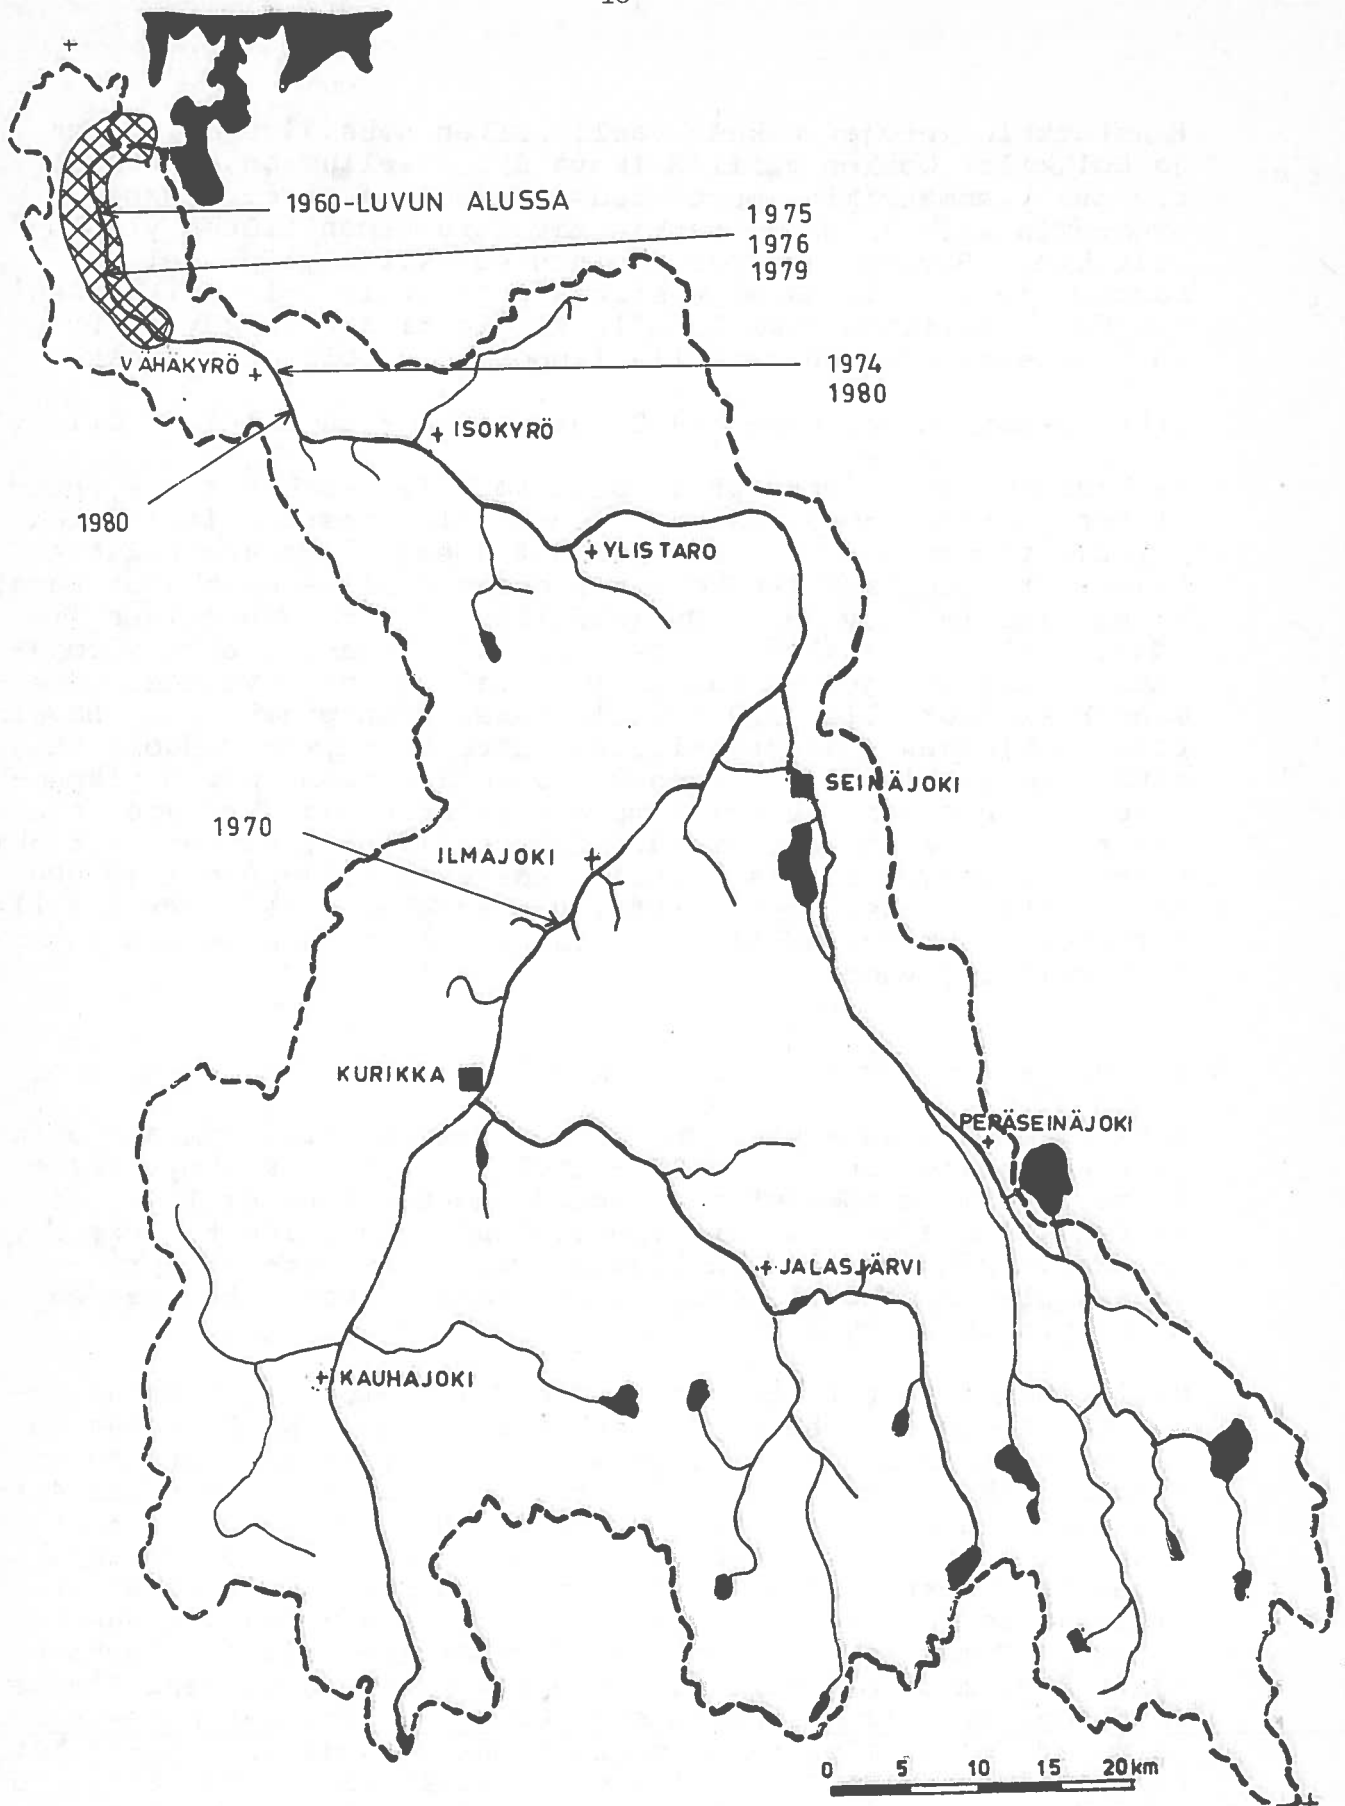 1960-LUVUN ALUSSA
1975
1976
1979
VÄHÄKYRÖ
1974
1980
ISOKYRÖ
1980
YLISTARO
SEINÄJOKI
1970
ILMAJOKI
KURIKKA
PERÄSEINÄJOKI
JALASJÄRVI
KAUHAJOKI
0 5 10 15 20km